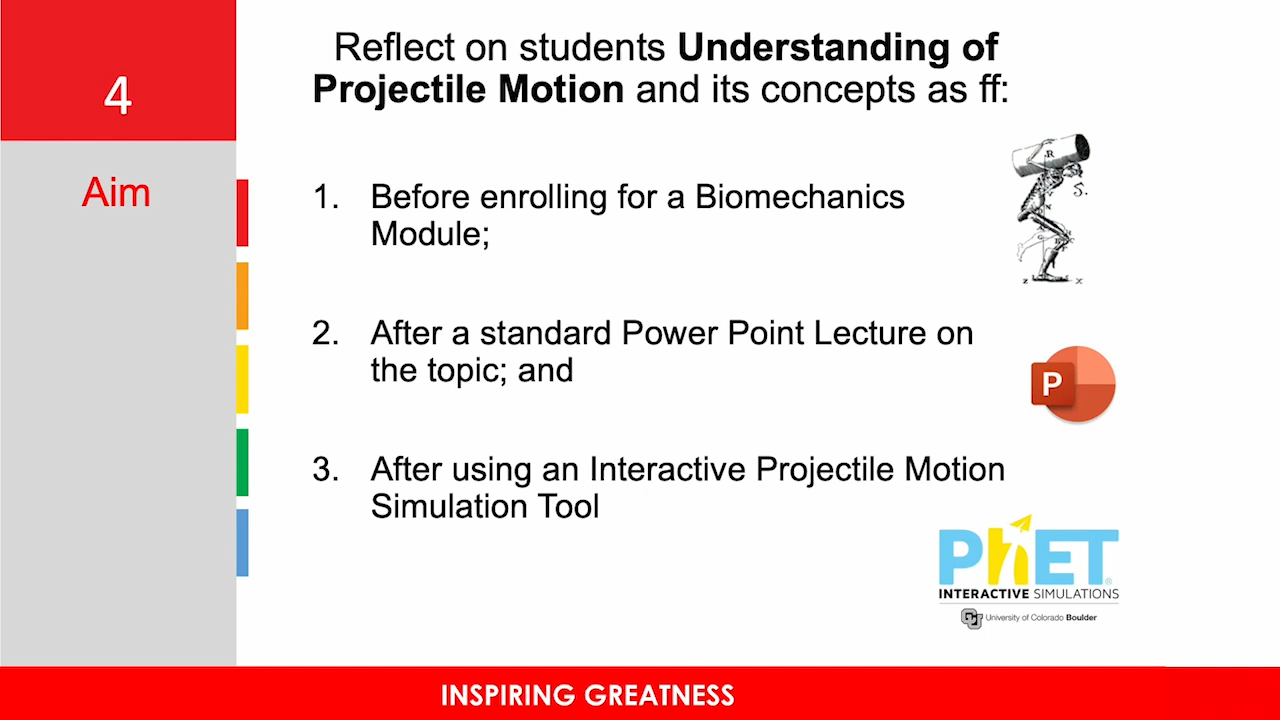 4
Aim
Reflect on students Understanding of
Projectile Motion and its concepts as ff:
1. Before enrolling for a Biomechanics
Module;
2. After a standard Power Point Lecture on
the topic; and
3. After using an Interactive Projectile Motion
Simulation Tool
R
S.
Z X
P
PhET
INTERACTIVE SIMULATIONS
CU University of Colorado Boulder
INSPIRING GREATNESS